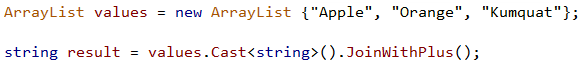 ArrayList values = new ArrayList {"Apple", "Orange", "Kumquat"};
string result = values.Cast<string>().JoinWithPlus();